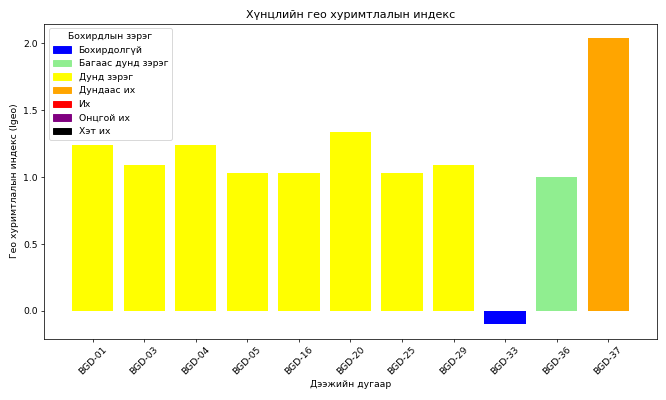 Хүнцлийн гео хуримтлалын индекс
Бохирдлын зэрэг
Бохирдолгүй
Багаас дунд зэрэг
Дунд зэрэг
Дундаас их
Их
Онцгой их
Хэт их
Гео хуримтлалын индекс (Igeo)
2.0
1.5
1.0
0.5
0.0
BGD-01
BGD-03
BGD-04
BGD-05
BGD-16
BGD-20
BGD-25
BGD-29
BGD-33
BGD-36
BGD-37
Дээжийн дугаар